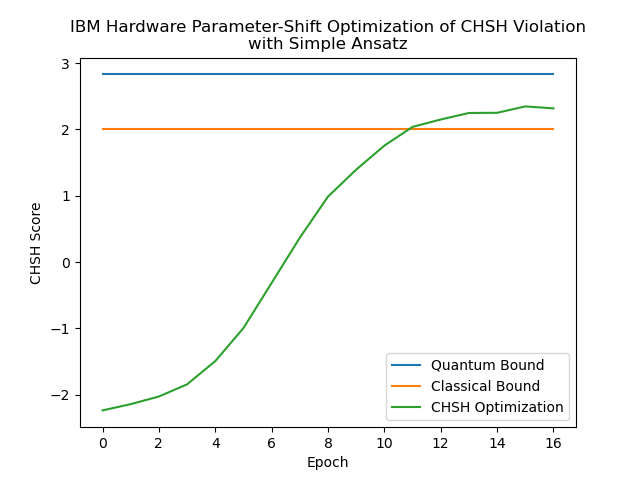 IBM Hardware Parameter-Shift Optimization of CHSH Violation
with Simple Ansatz
3
2
1
0
−1
−2
CHSH Score
0 2 4 6 8 10 12 14 16
Epoch
Quantum Bound
Classical Bound
CHSH Optimization